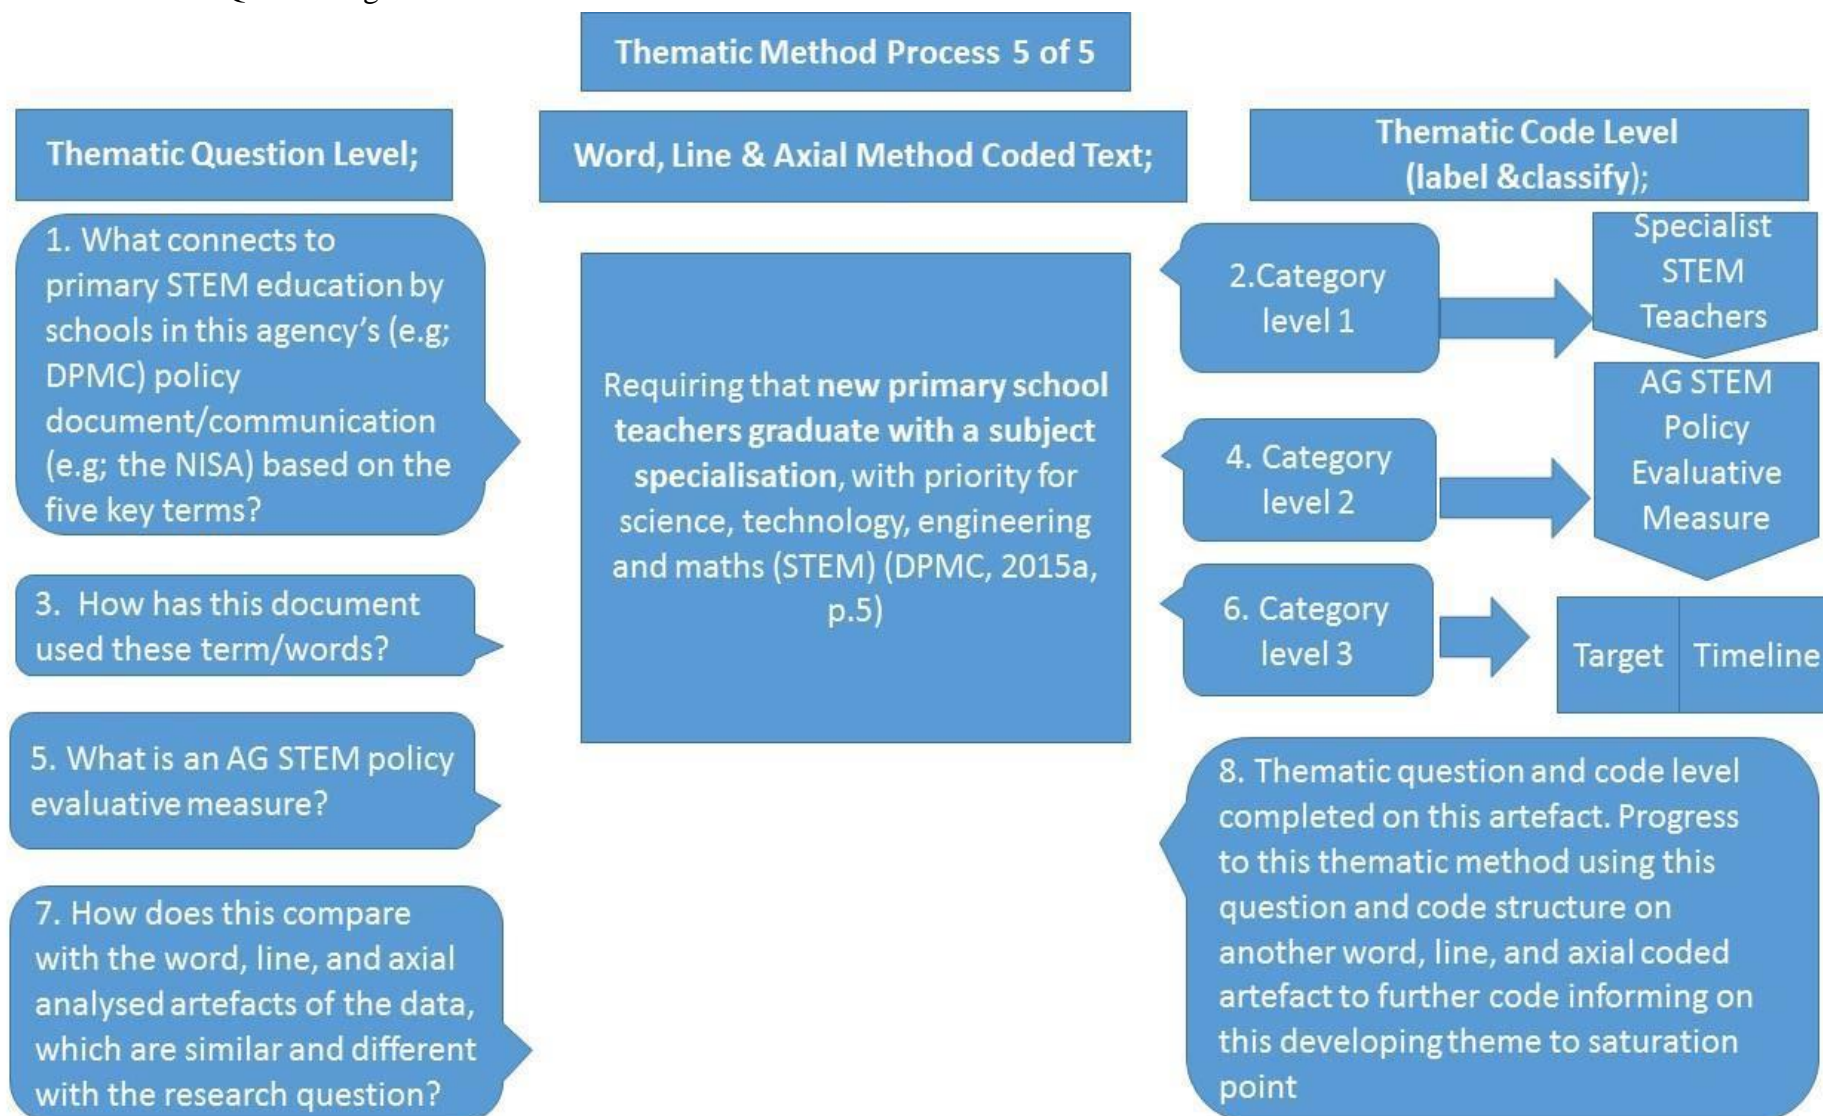 Thematic Method Process 5 of 5
Thematic Question Level;
Word, Line & Axial Method Coded Text;
Thematic Code Level
(label &classify);
1. What connects to
primary STEM education by
schools in this agency's (e.g;
DPMC) policy
document/communication
(e.g; the NISA) based on the
five key terms?
3. How has this document
used these term/words?
5. What is an AG STEM policy
evaluative measure?
7. How does this compare
with the word, line, and axial
analysed artefacts of the data,
which are similar and different
with the research question?
Requiring that new primary school
teachers graduate with a subject
specialisation, with priority for
science, technology, engineering
and maths (STEM) (DPMC, 2015a,
p.5)
2.Category
level 1
Specialist
STEM
Teachers
4. Category
level 2
AG STEM
Policy
Evaluative
Measure
6. Category
level 3
Target
Timeline
8. Thematic question and code level
completed on this artefact. Progress
to this thematic method using this
question and code structure on
another word, line, and axial coded
artefact to further code informing on
this developing theme to saturation
point